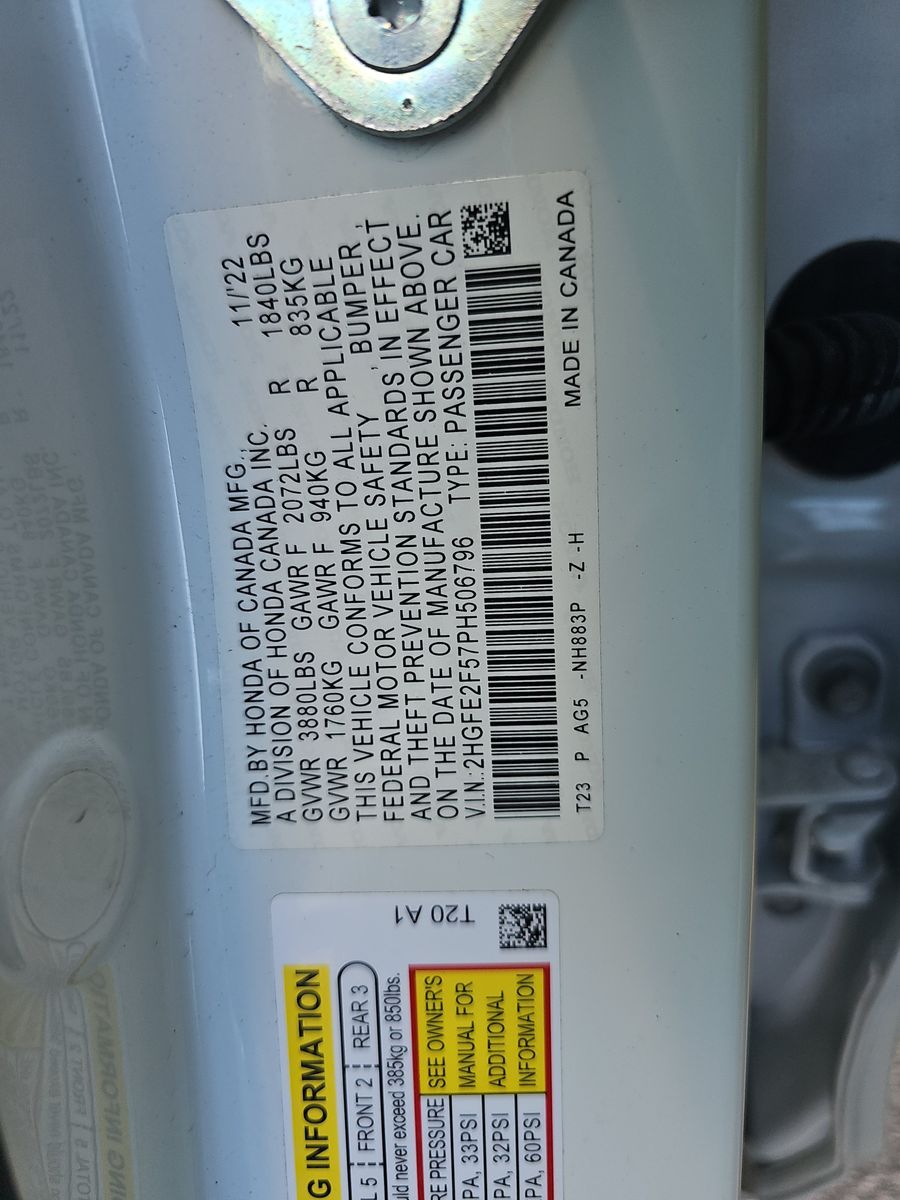 MFD.BY HONDA OF CANADA MFG.,
A DIVISION OF HONDA CANADA INC. 11/'22
GVWR 3880LBS GAWR F 2072LBS R 1840LBS
GVWR 1760KG GAWR F 940KG R 835KG
THIS VEHICLE CONFORMS TO ALL APPLICABLE
FEDERAL MOTOR VEHICLE SAFETY, BUMPER,
AND THEFT PREVENTION STANDARDS IN EFFECT
ON THE DATE OF MANUFACTURE SHOWN ABOVE.
V.I.N.:2HGFE2F57PH506796 TYPE: PASSENGER CAR
T23 P AG5 -NH883P -Z -H MADE IN CANADA
T20 A1
G INFORMATION
L 5 FRONT 2 REAR 3
uld never exceed 385kg or 850lbs.
RE PRESSURE SEE OWNER'S
PA, 33PSI MANUAL FOR
PA, 32PSI ADDITIONAL
PA, 60PSI INFORMATION